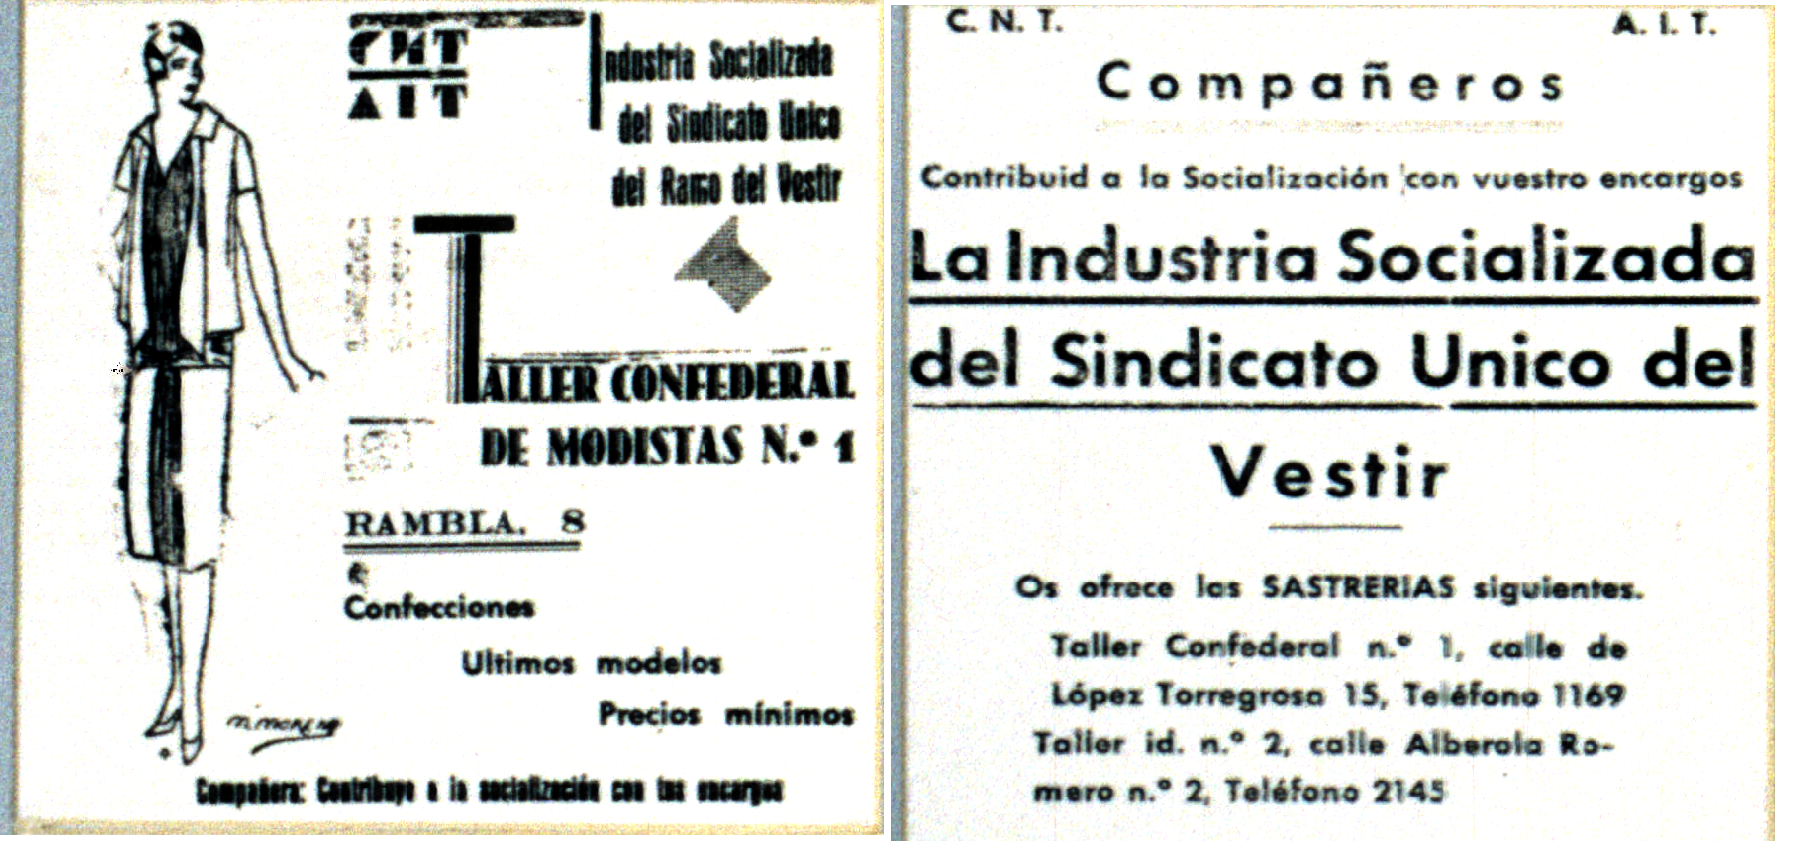 CNT
AIT
Industria Socializada
del Sindicato Unico
del Ramo del Vestir
TALLER CONFEDERAL
DE MODISTAS N.º 1
RAMBLA. 8
Confecciones
Ultimos modelos
Precios mínimos
Compañera: Contribuye a la socialización con tus encargos
C. N. T. A. I. T.
Compañeros
Contribuid a la Socialización con vuestro encargos
La Industria Socializada
del Sindicato Unico del
Vestir
Os ofrece las SASTRERIAS siguientes.
Taller Confederal n.º 1, calle de
López Torregrosa 15, Teléfono 1169
Taller id. n.º 2, calle Alberola Ro-
mero n.º 2, Teléfono 2145